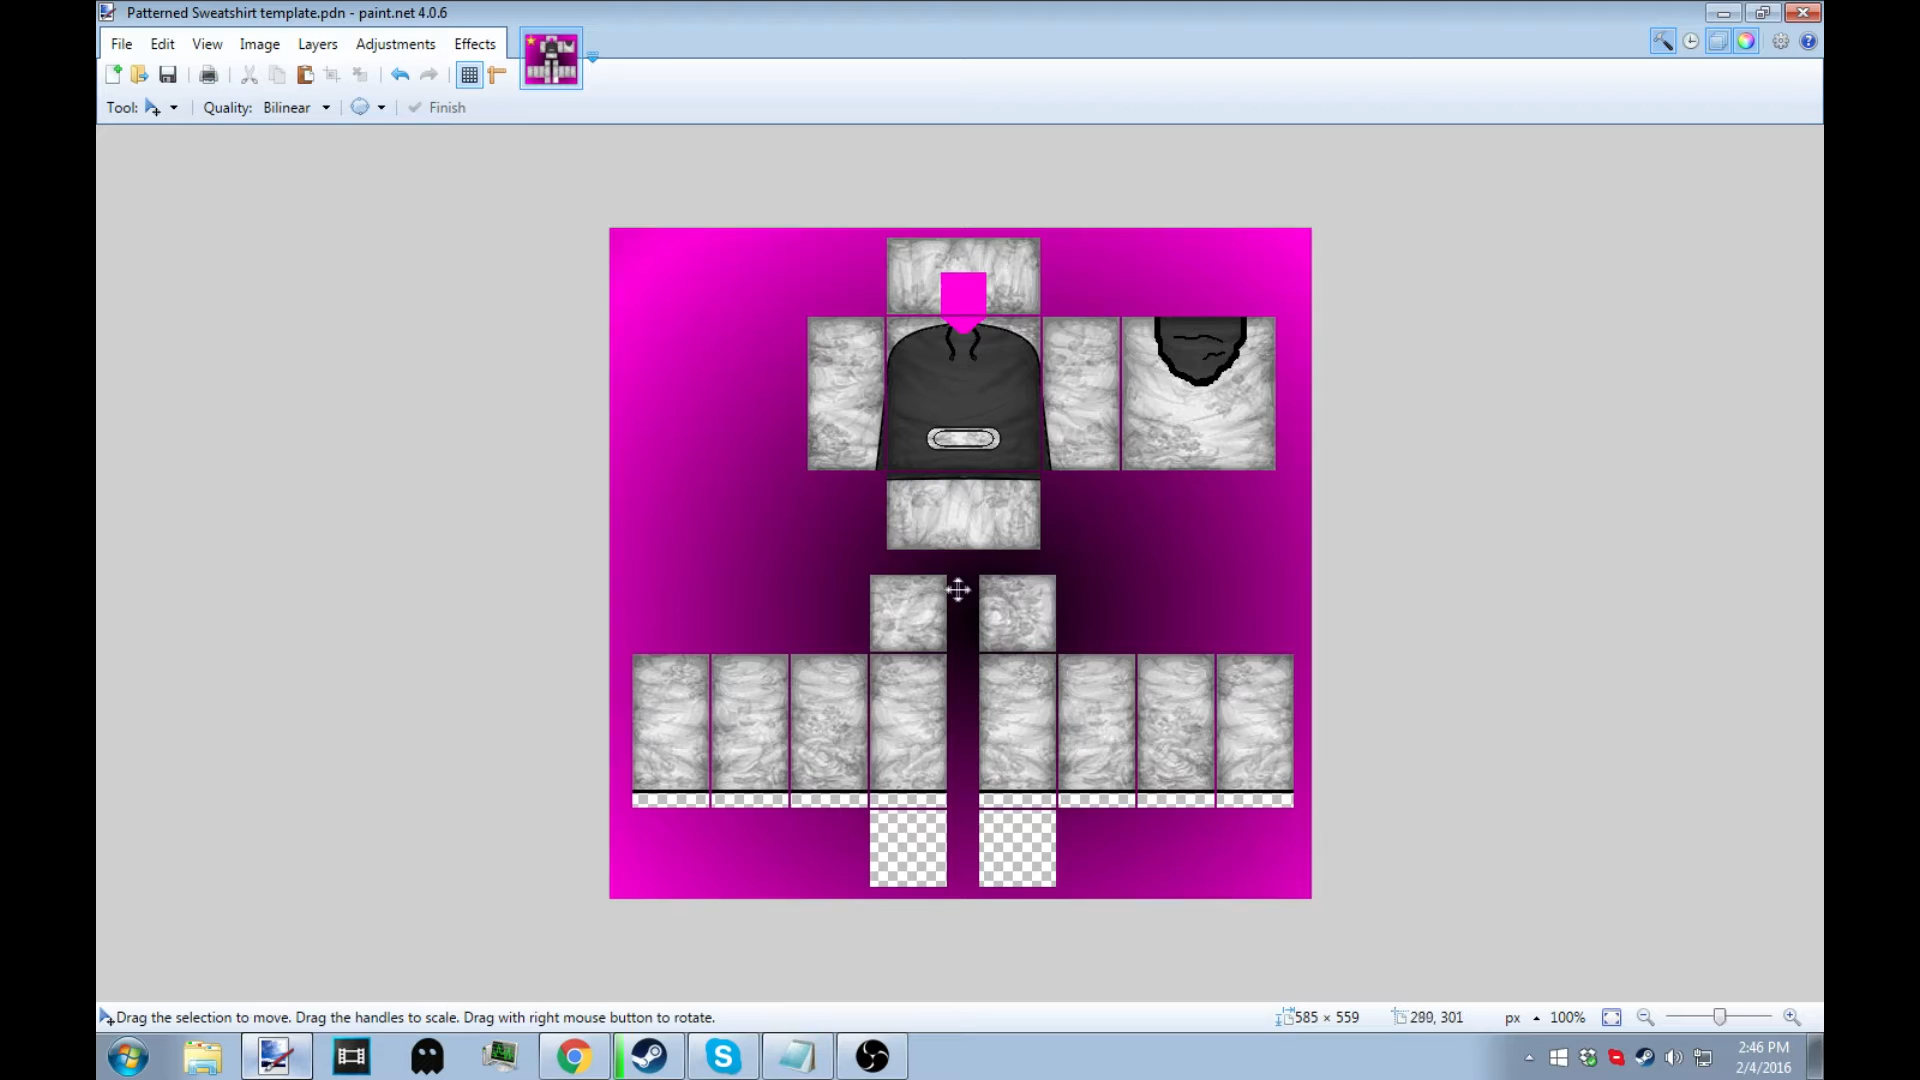 Patterned Sweatshirt template.pdn - paint.net 4.0.6
File Edit View Image Layers Adjustments Effects
Tool: Quality: Bilinear Finish
Drag the selection to move. Drag the handles to scale. Drag with right mouse button to rotate.
585 × 559 289, 301 px 100%
2:46 PM
2/4/2016